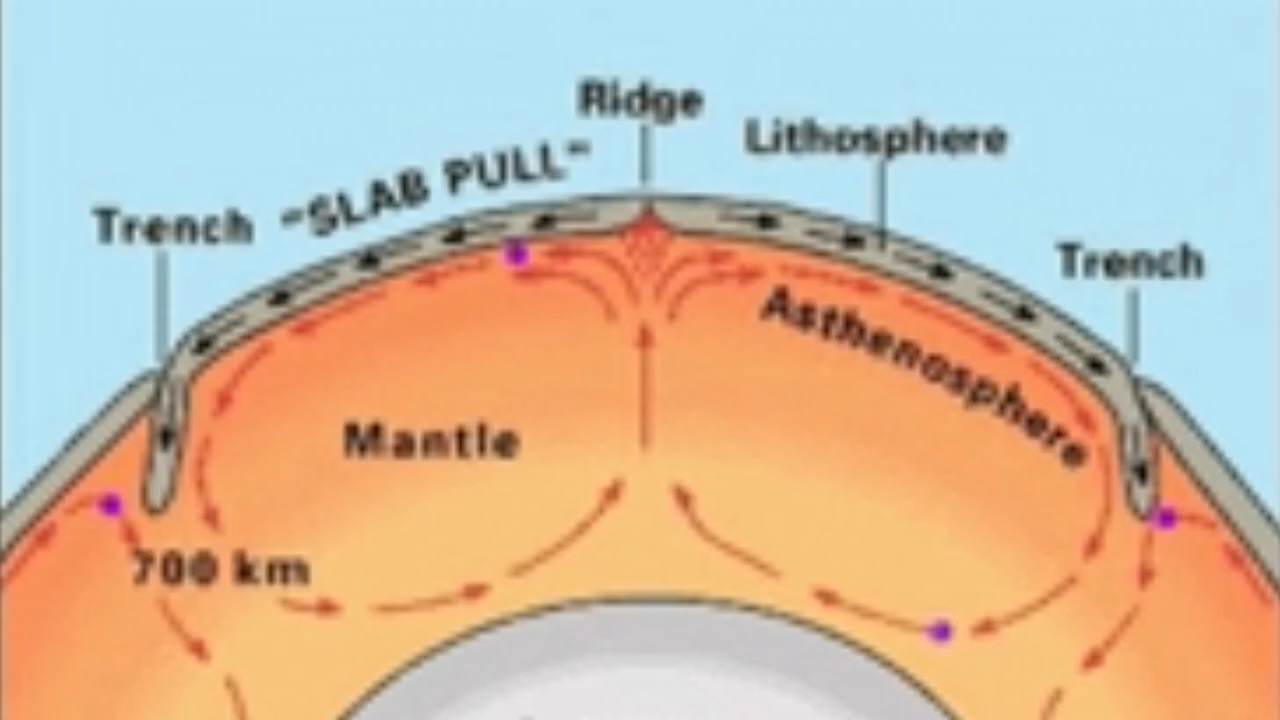 Ridge
Lithosphere
"SLAB PULL"
Trench
Trench
Asthenosphere
Mantle
700 km